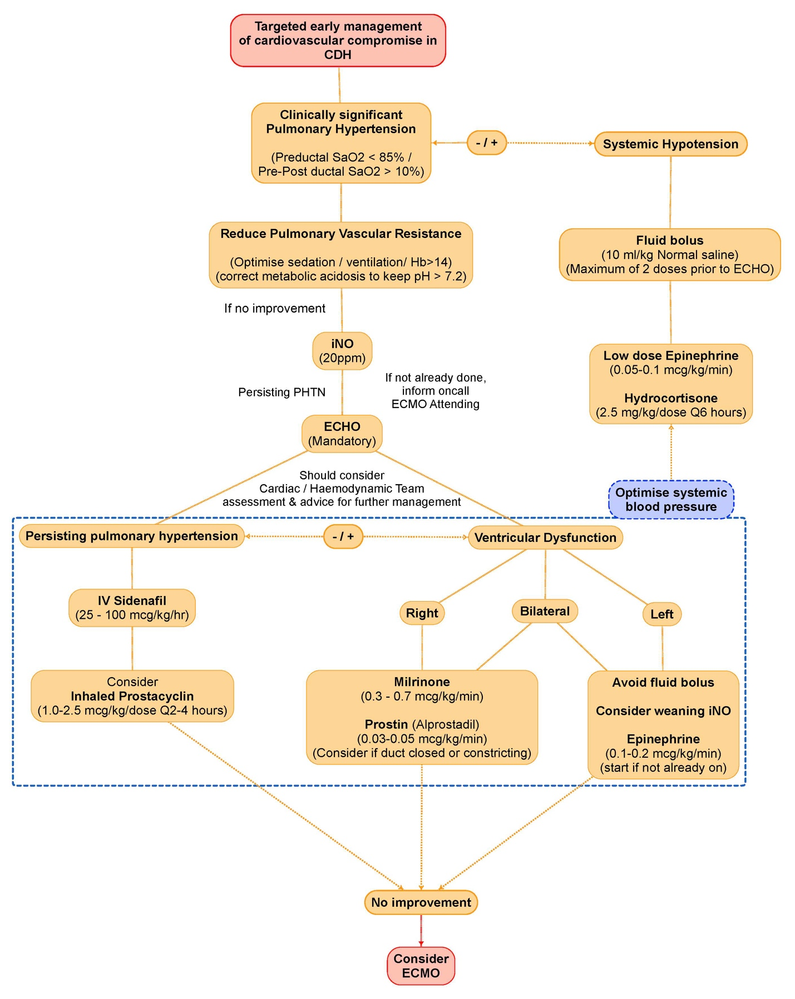 Targeted early management
of cardiovascular compromise in
CDH
Clinically significant
Pulmonary Hypertension
(Preductal SaO2 < 85% /
Pre-Post ductal SaO2 > 10%)
- / +
Systemic Hypotension
Reduce Pulmonary Vascular Resistance
(Optimise sedation / ventilation/ Hb>14)
(correct metabolic acidosis to keep pH > 7.2)
Fluid bolus
(10 ml/kg Normal saline)
(Maximum of 2 doses prior to ECHO)
If no improvement
iNO
(20ppm)
Low dose Epinephrine
(0.05-0.1 mcg/kg/min)
Hydrocortisone
(2.5 mg/kg/dose Q6 hours)
Persisting PHTN
If not already done,
inform oncall
ECMO Attending
ECHO
(Mandatory)
Should consider
Cardiac / Haemodynamic Team
assessment & advice for further management
Optimise systemic
blood pressure
Persisting pulmonary hypertension
- / +
Ventricular Dysfunction
IV Sidenafil
(25 - 100 mcg/kg/hr)
Right
Bilateral
Left
Consider
Inhaled Prostacyclin
(1.0-2.5 mcg/kg/dose Q2-4 hours)
Milrinone
(0.3 - 0.7 mcg/kg/min)
Prostin (Alprostadil)
(0.03-0.05 mcg/kg/min)
(Consider if duct closed or constricting)
Avoid fluid bolus
Consider weaning iNO
Epinephrine
(0.1-0.2 mcg/kg/min)
(start if not already on)
No improvement
Consider
ECMO